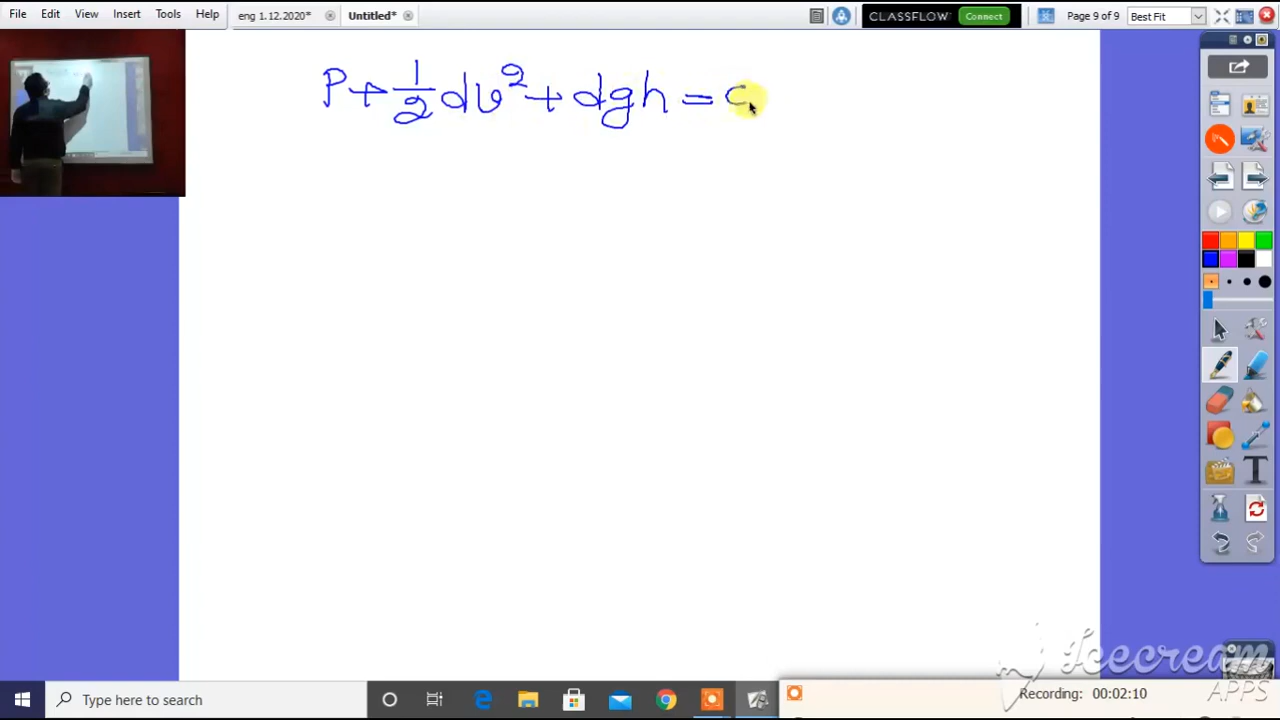 File Edit View Insert Tools Help
eng 1.12.2020*
Untitled*
CLASSFLOW Connect
Page 9 of 9
Best Fit
P + 1/2 dv² + dgh = c
T
Icecream
APPS
Type here to search
Recording: 00:02:10